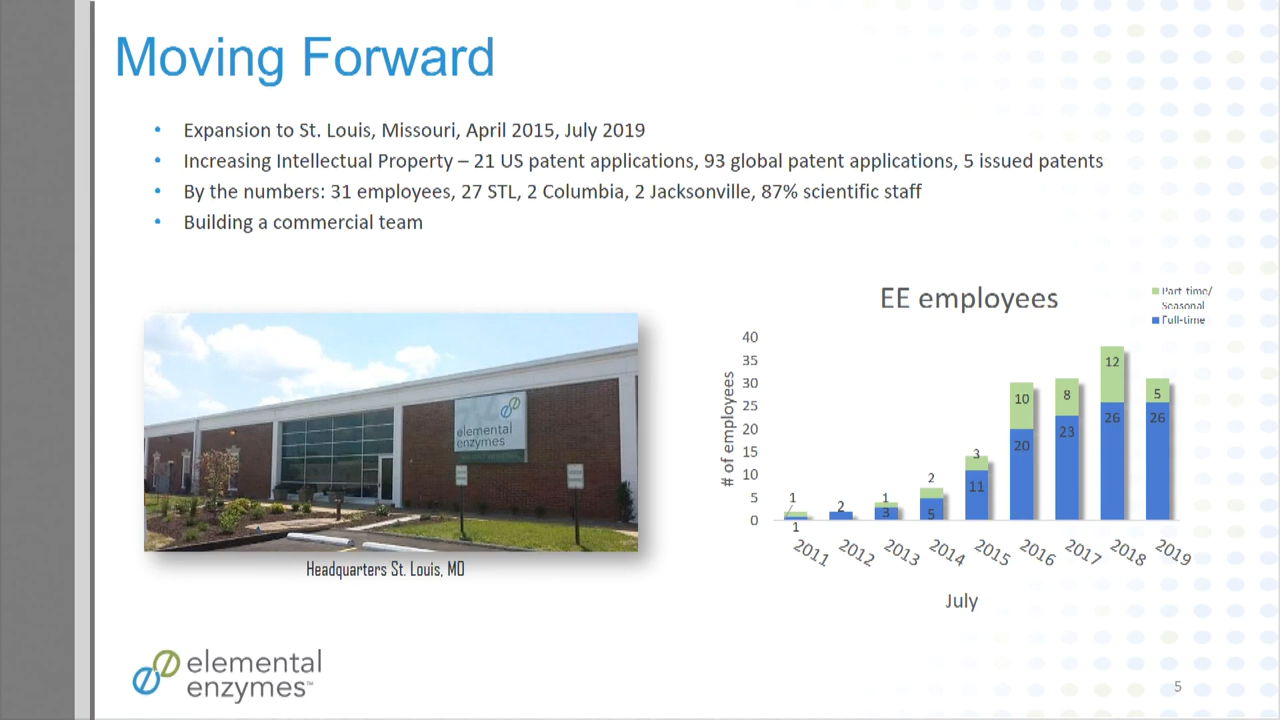 Moving Forward
• Expansion to St. Louis, Missouri, April 2015, July 2019
• Increasing Intellectual Property – 21 US patent applications, 93 global patent applications, 5 issued patents
• By the numbers: 31 employees, 27 STL, 2 Columbia, 2 Jacksonville, 87% scientific staff
• Building a commercial team
elemental
enzymes
Headquarters St. Louis, MO
EE employees
Part-time/
Seasonal
Full-time
# of employees
40
35
30
25
20
15
10
5
0
1
1
2
1
3
2
5
3
11
10
20
8
23
12
26
5
26
2011 2012 2013 2014 2015 2016 2017 2018 2019
July
elemental
enzymes™
5